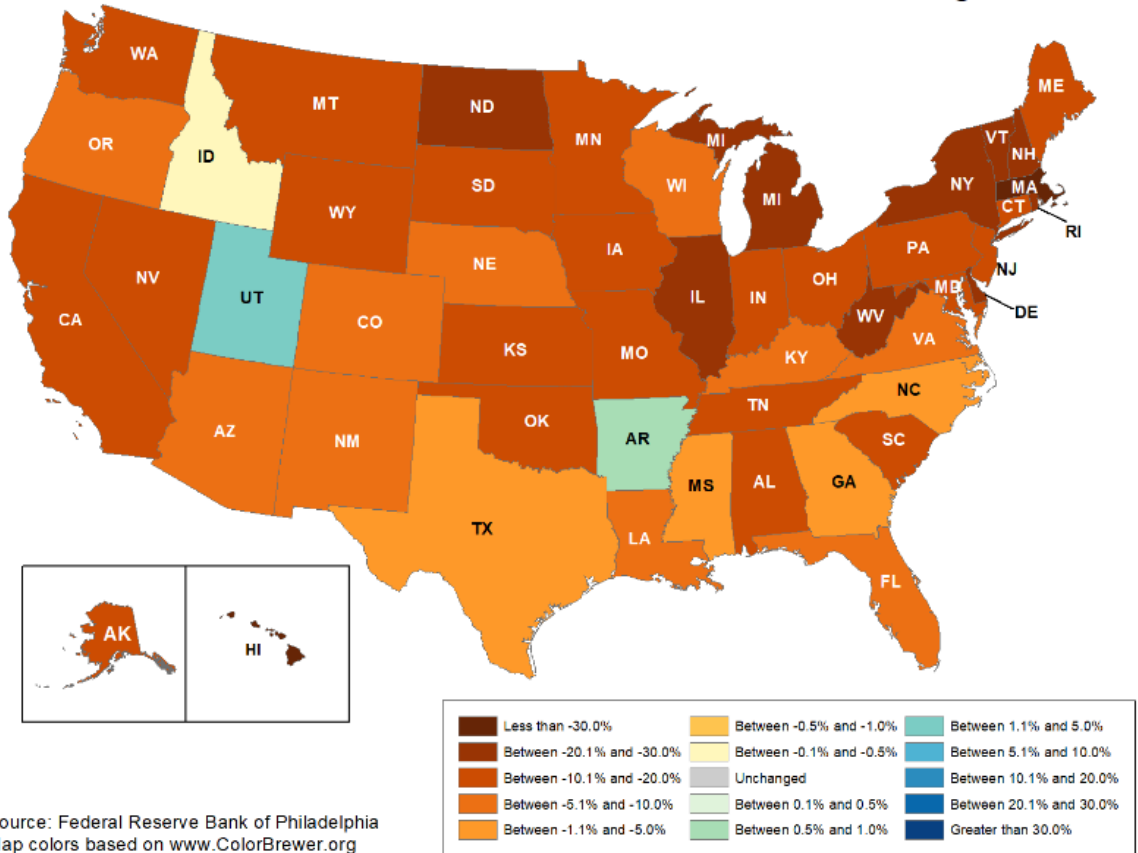 WA
MT
ND
MN
ME
OR
ID
SD
WI
MI
MI
VT
NH
NY
MA
CT
RI
WY
IA
PA
NJ
NV
UT
NE
IL
IN
OH
MD
DE
CA
CO
KS
MO
WV
VA
KY
AZ
NM
OK
AR
TN
NC
SC
MS
AL
GA
TX
LA
FL
AK
HI
Less than -30.0%
Between -20.1% and -30.0%
Between -10.1% and -20.0%
Between -5.1% and -10.0%
Between -1.1% and -5.0%
Between -0.5% and -1.0%
Between -0.1% and -0.5%
Unchanged
Between 0.1% and 0.5%
Between 0.5% and 1.0%
Between 1.1% and 5.0%
Between 5.1% and 10.0%
Between 10.1% and 20.0%
Between 20.1% and 30.0%
Greater than 30.0%
ource: Federal Reserve Bank of Philadelphia
ap colors based on www.ColorBrewer.org